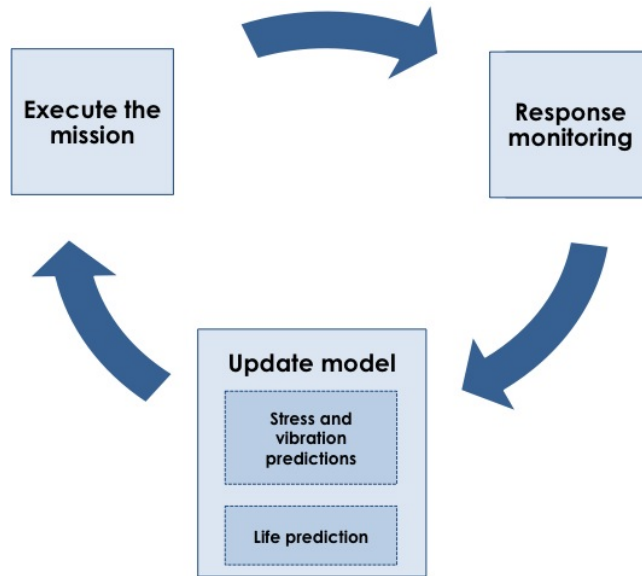 Execute the
mission
Response
monitoring
Update model
Stress and
vibration
predictions
Life prediction